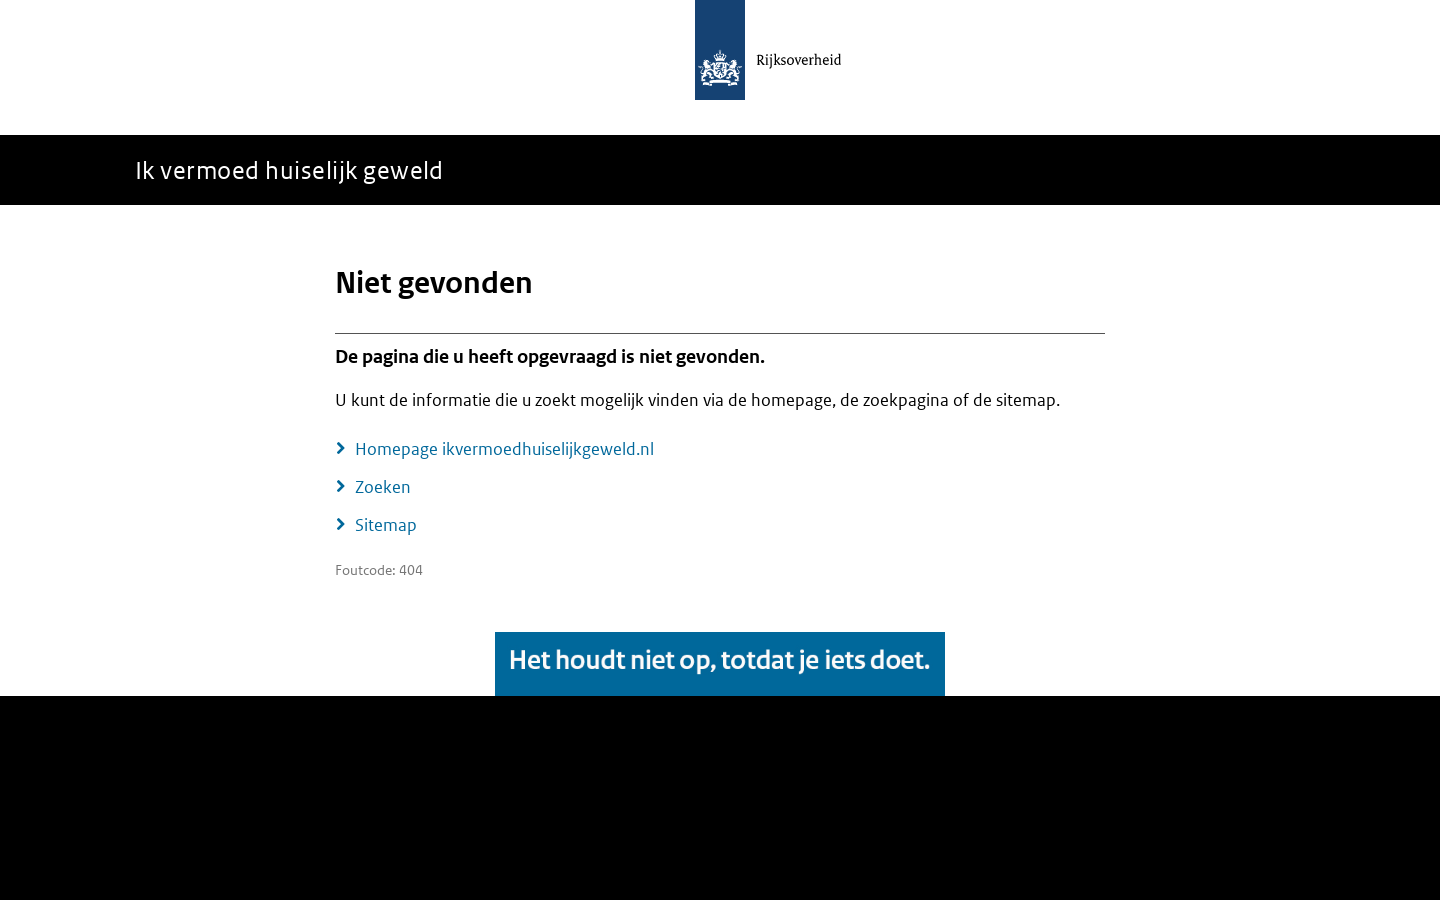 Rijksoverheid
Ik vermoed huiselijk geweld
Niet gevonden
De pagina die u heeft opgevraagd is niet gevonden.
U kunt de informatie die u zoekt mogelijk vinden via de homepage, de zoekpagina of de sitemap.
Homepage ikvermoedhuiselijkgeweld.nl
Zoeken
Sitemap
Foutcode: 404
Het houdt niet op, totdat je iets doet.